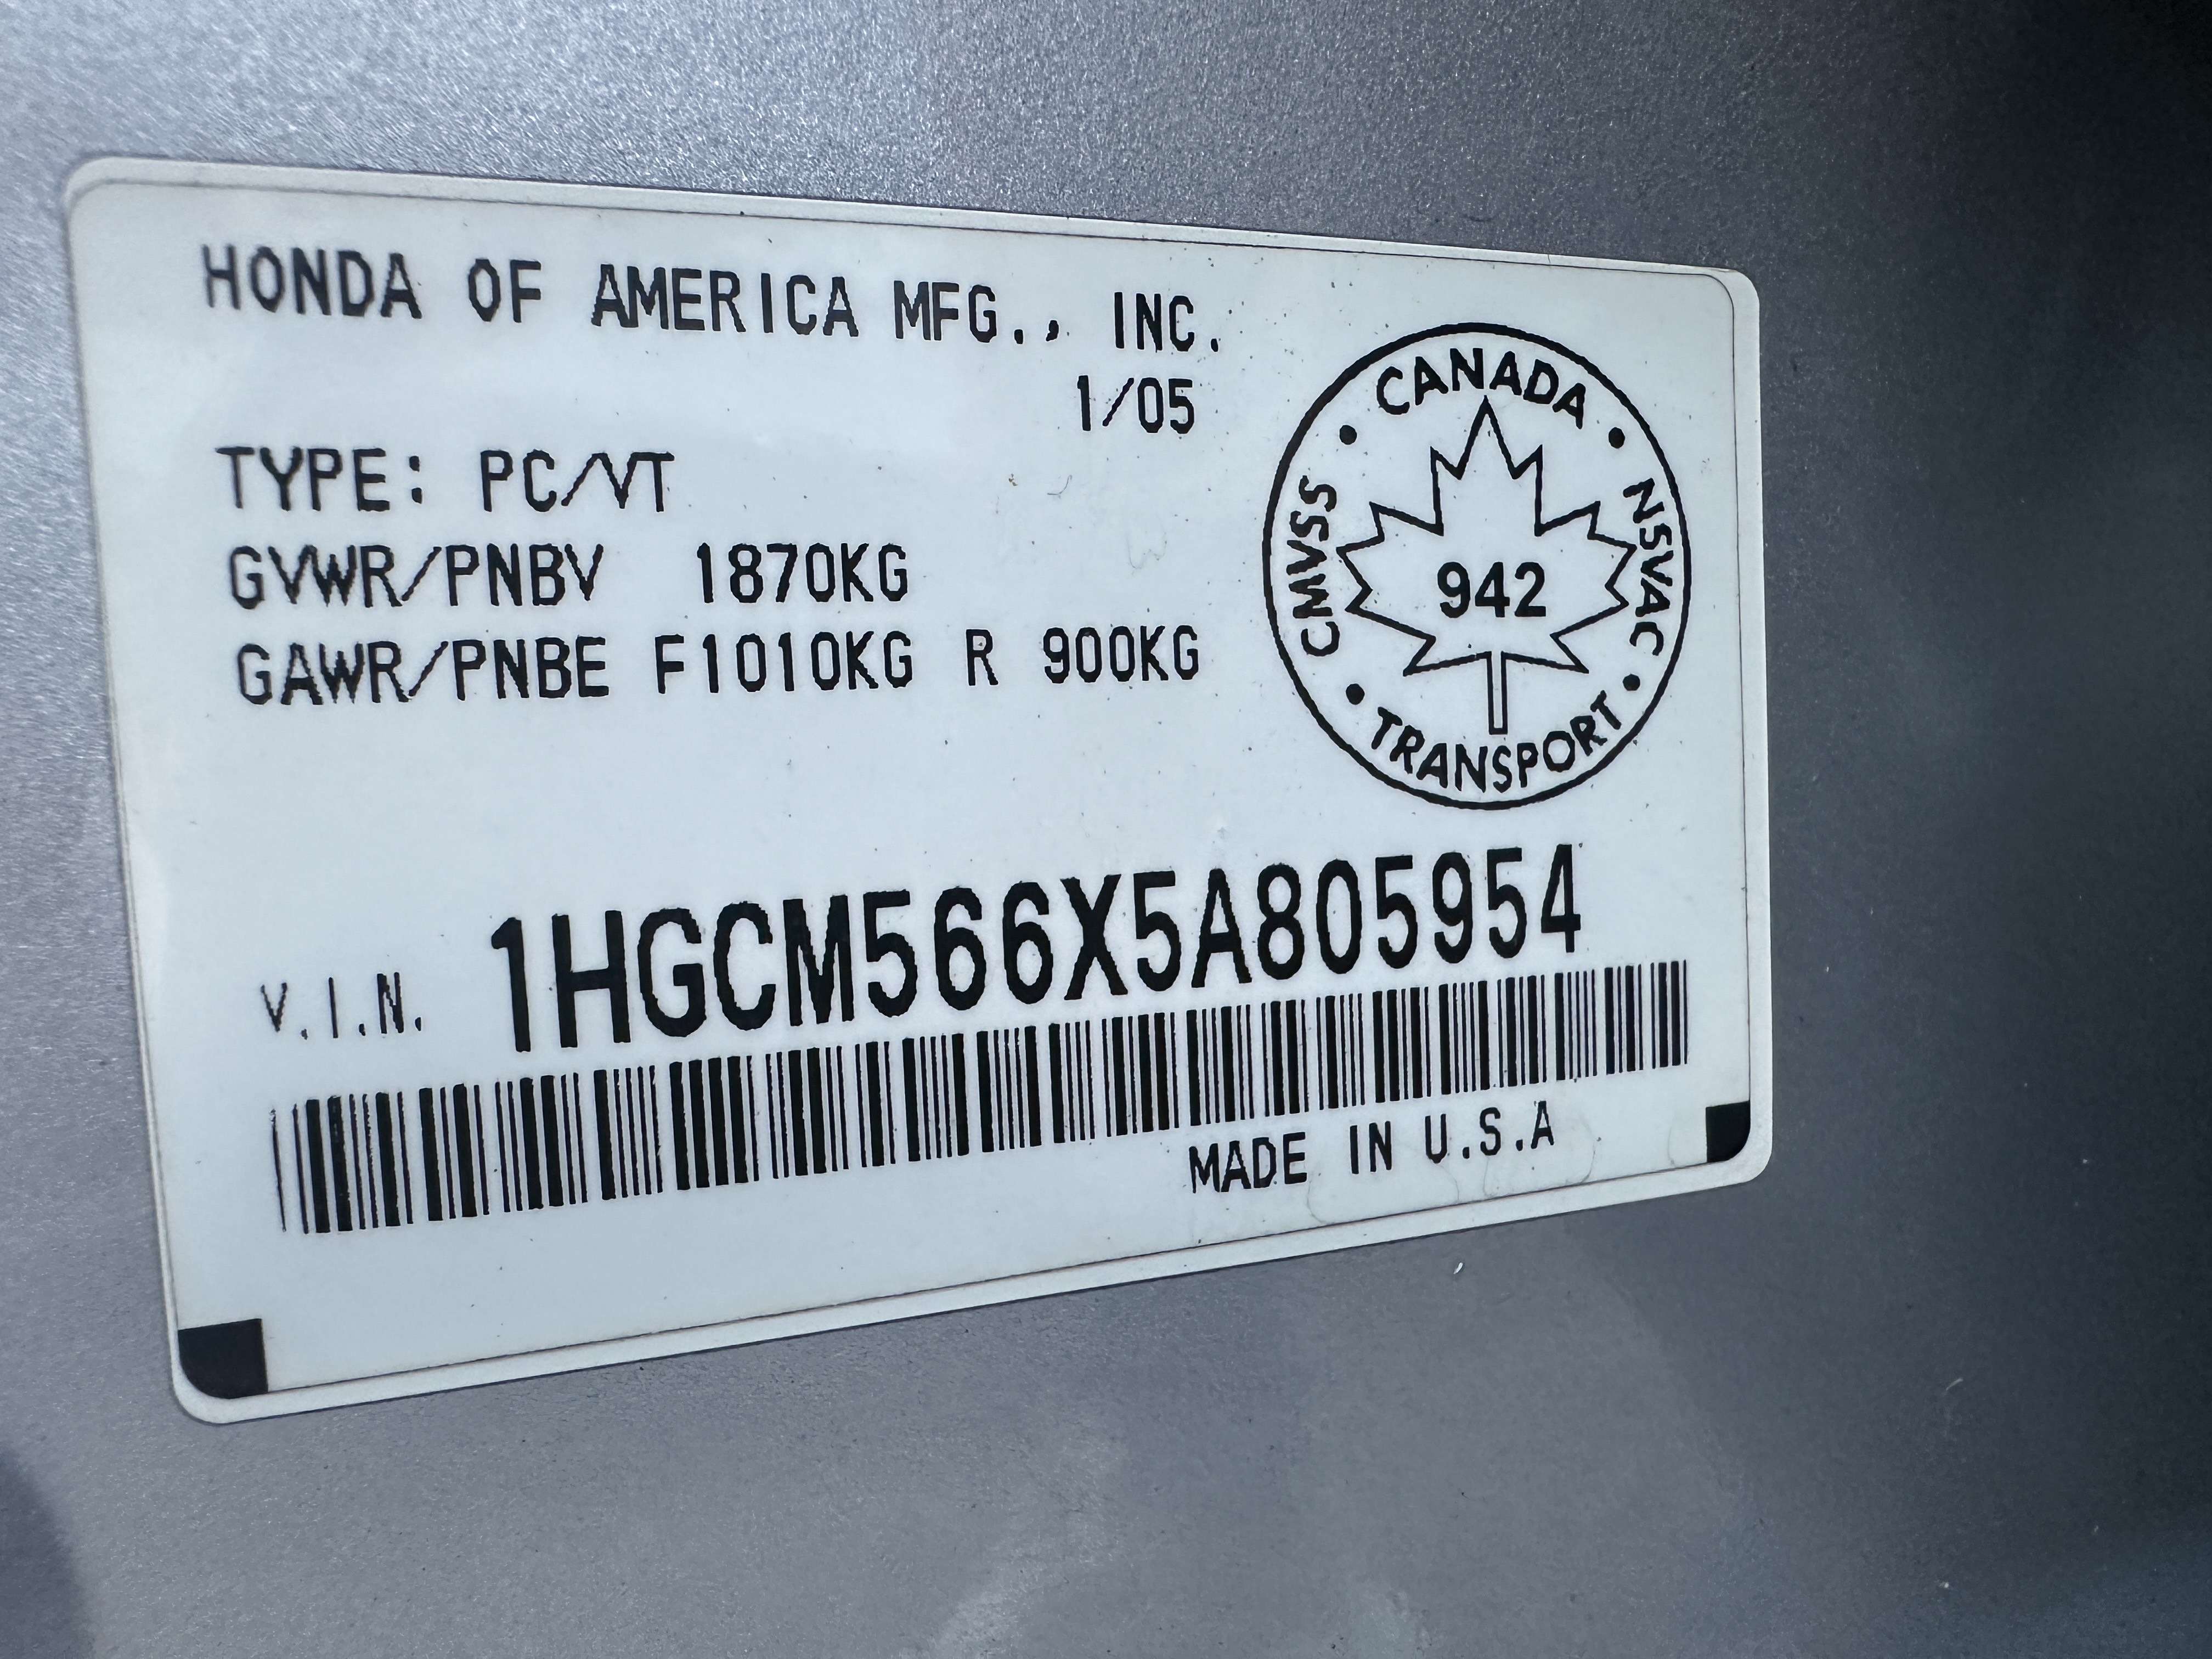 HONDA OF AMERICA MFG., INC.
1/05
TYPE: PC/VT
GVWR/PNBV 1870KG
GAWR/PNBE F1010KG R 900KG
CANADA • NSVAC • TRANSPORT • CMVSS •
942
V.I.N. 1HGCM566X5A805954
MADE IN U.S.A